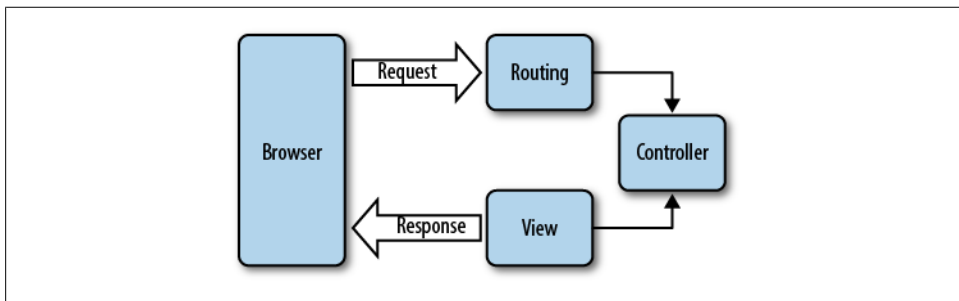 Browser
Request
Routing
Controller
Response
View